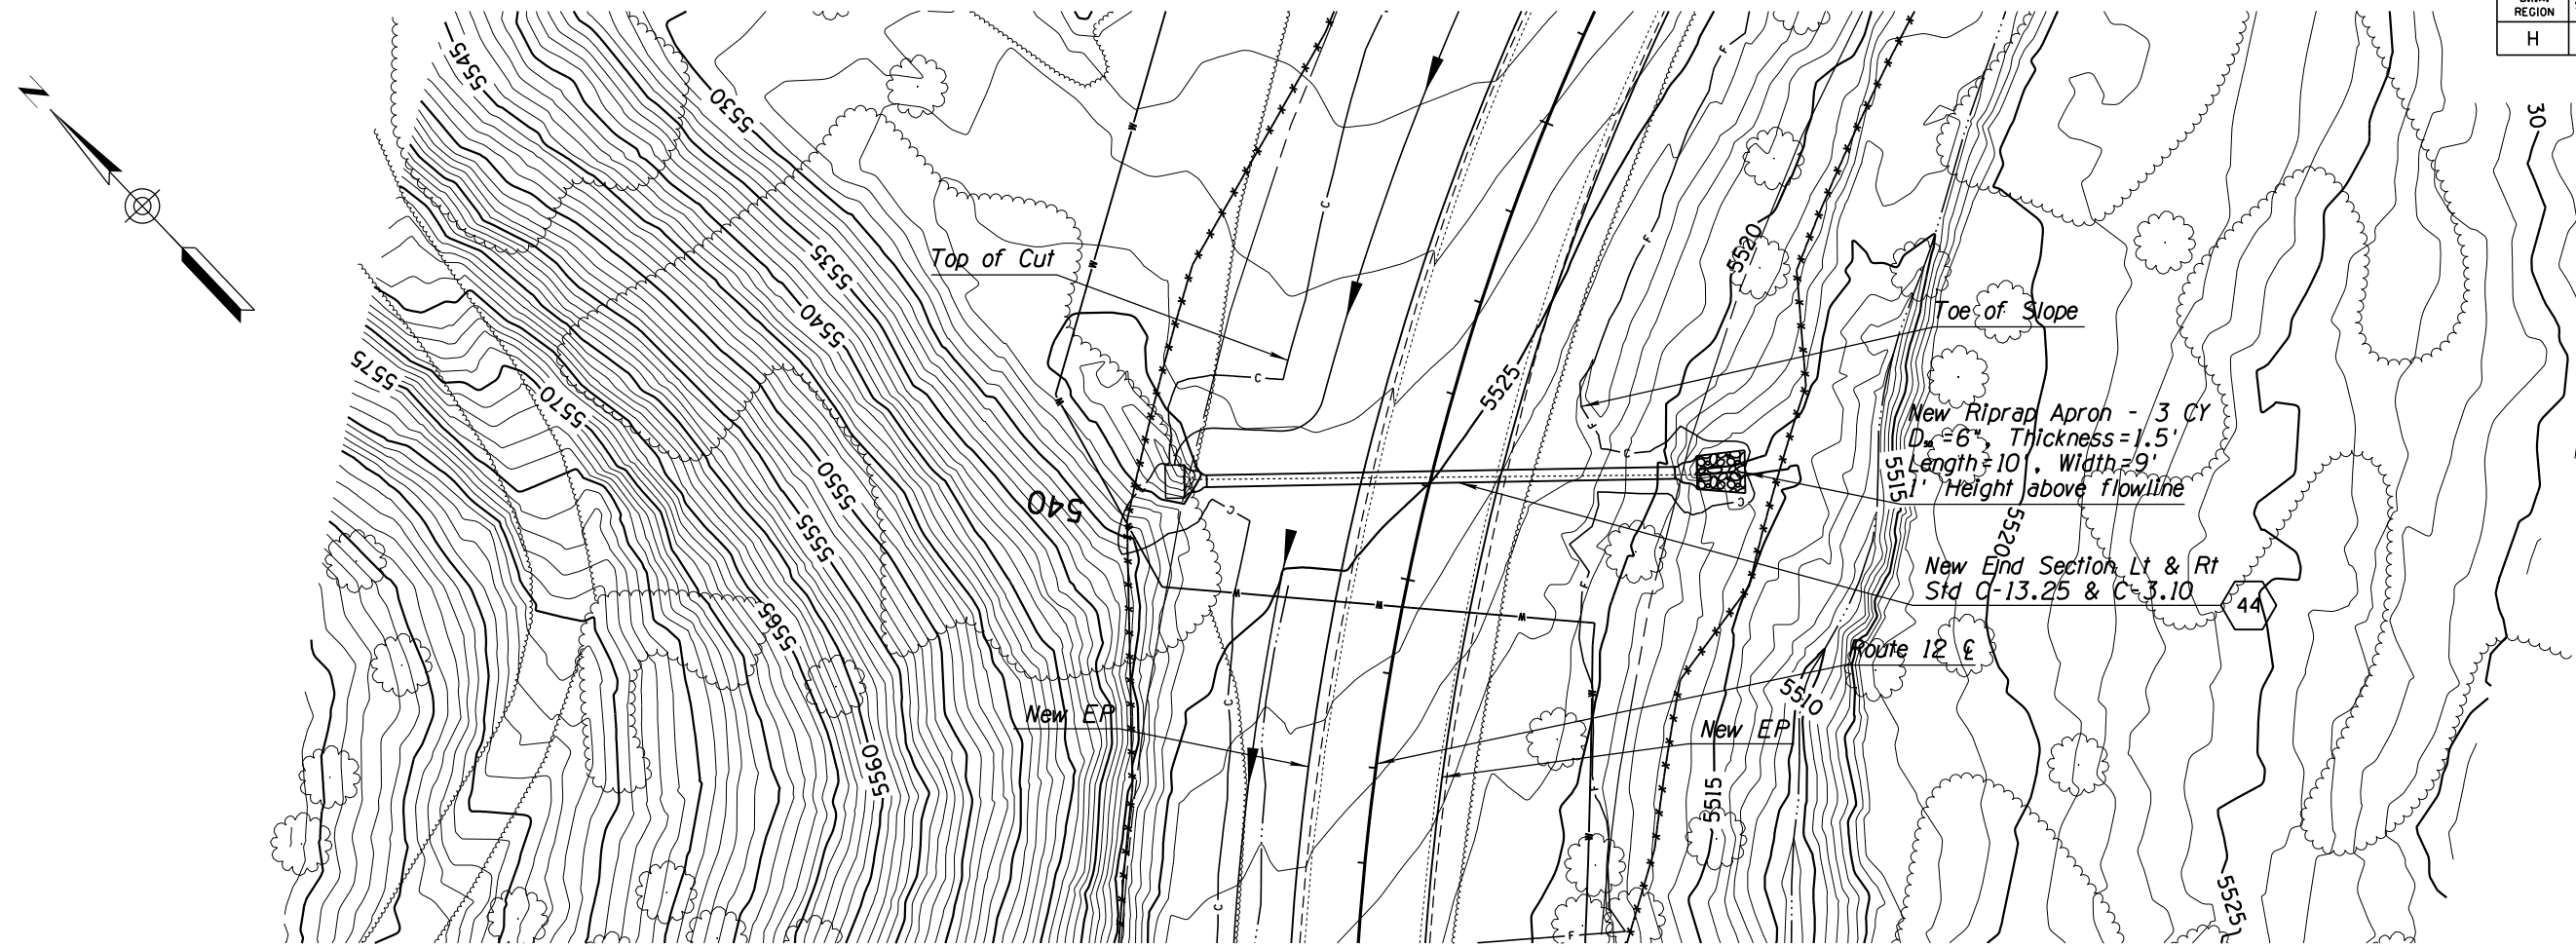 REGION
H
N
5545
5530
30
5535
Top of Cut
5520
5540
Toe of Slope
5575
5525
5570
New Riprap Apron - 3 CY
D50=6", Thickness=1.5'
Length=10', Width=9'
1' Height above flowline
5515
5550
540
5555
5520
New End Section Lt & Rt
Std C-13.25 & C-3.10
44
5565
Route 12 ℄
5510
New EP
New EP
5560
5515
5525